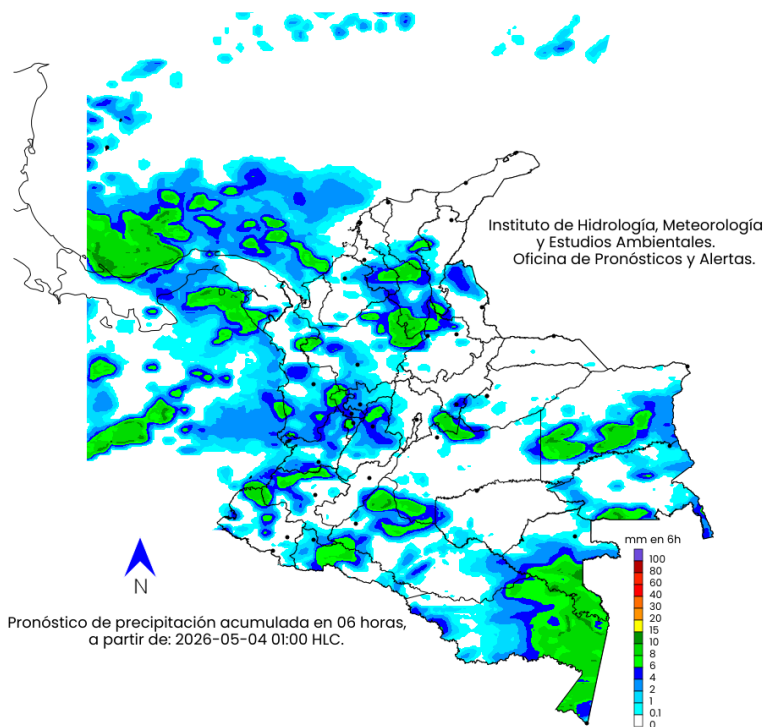 Instituto de Hidrología, Meteorología
y Estudios Ambientales.
Oficina de Pronósticos y Alertas.
mm en 6h
100
80
60
40
30
20
15
10
8
6
4
2
1
0.1
0
N
Pronóstico de precipitación acumulada en 06 horas,
a partir de: 2026-05-04 01:00 HLC.